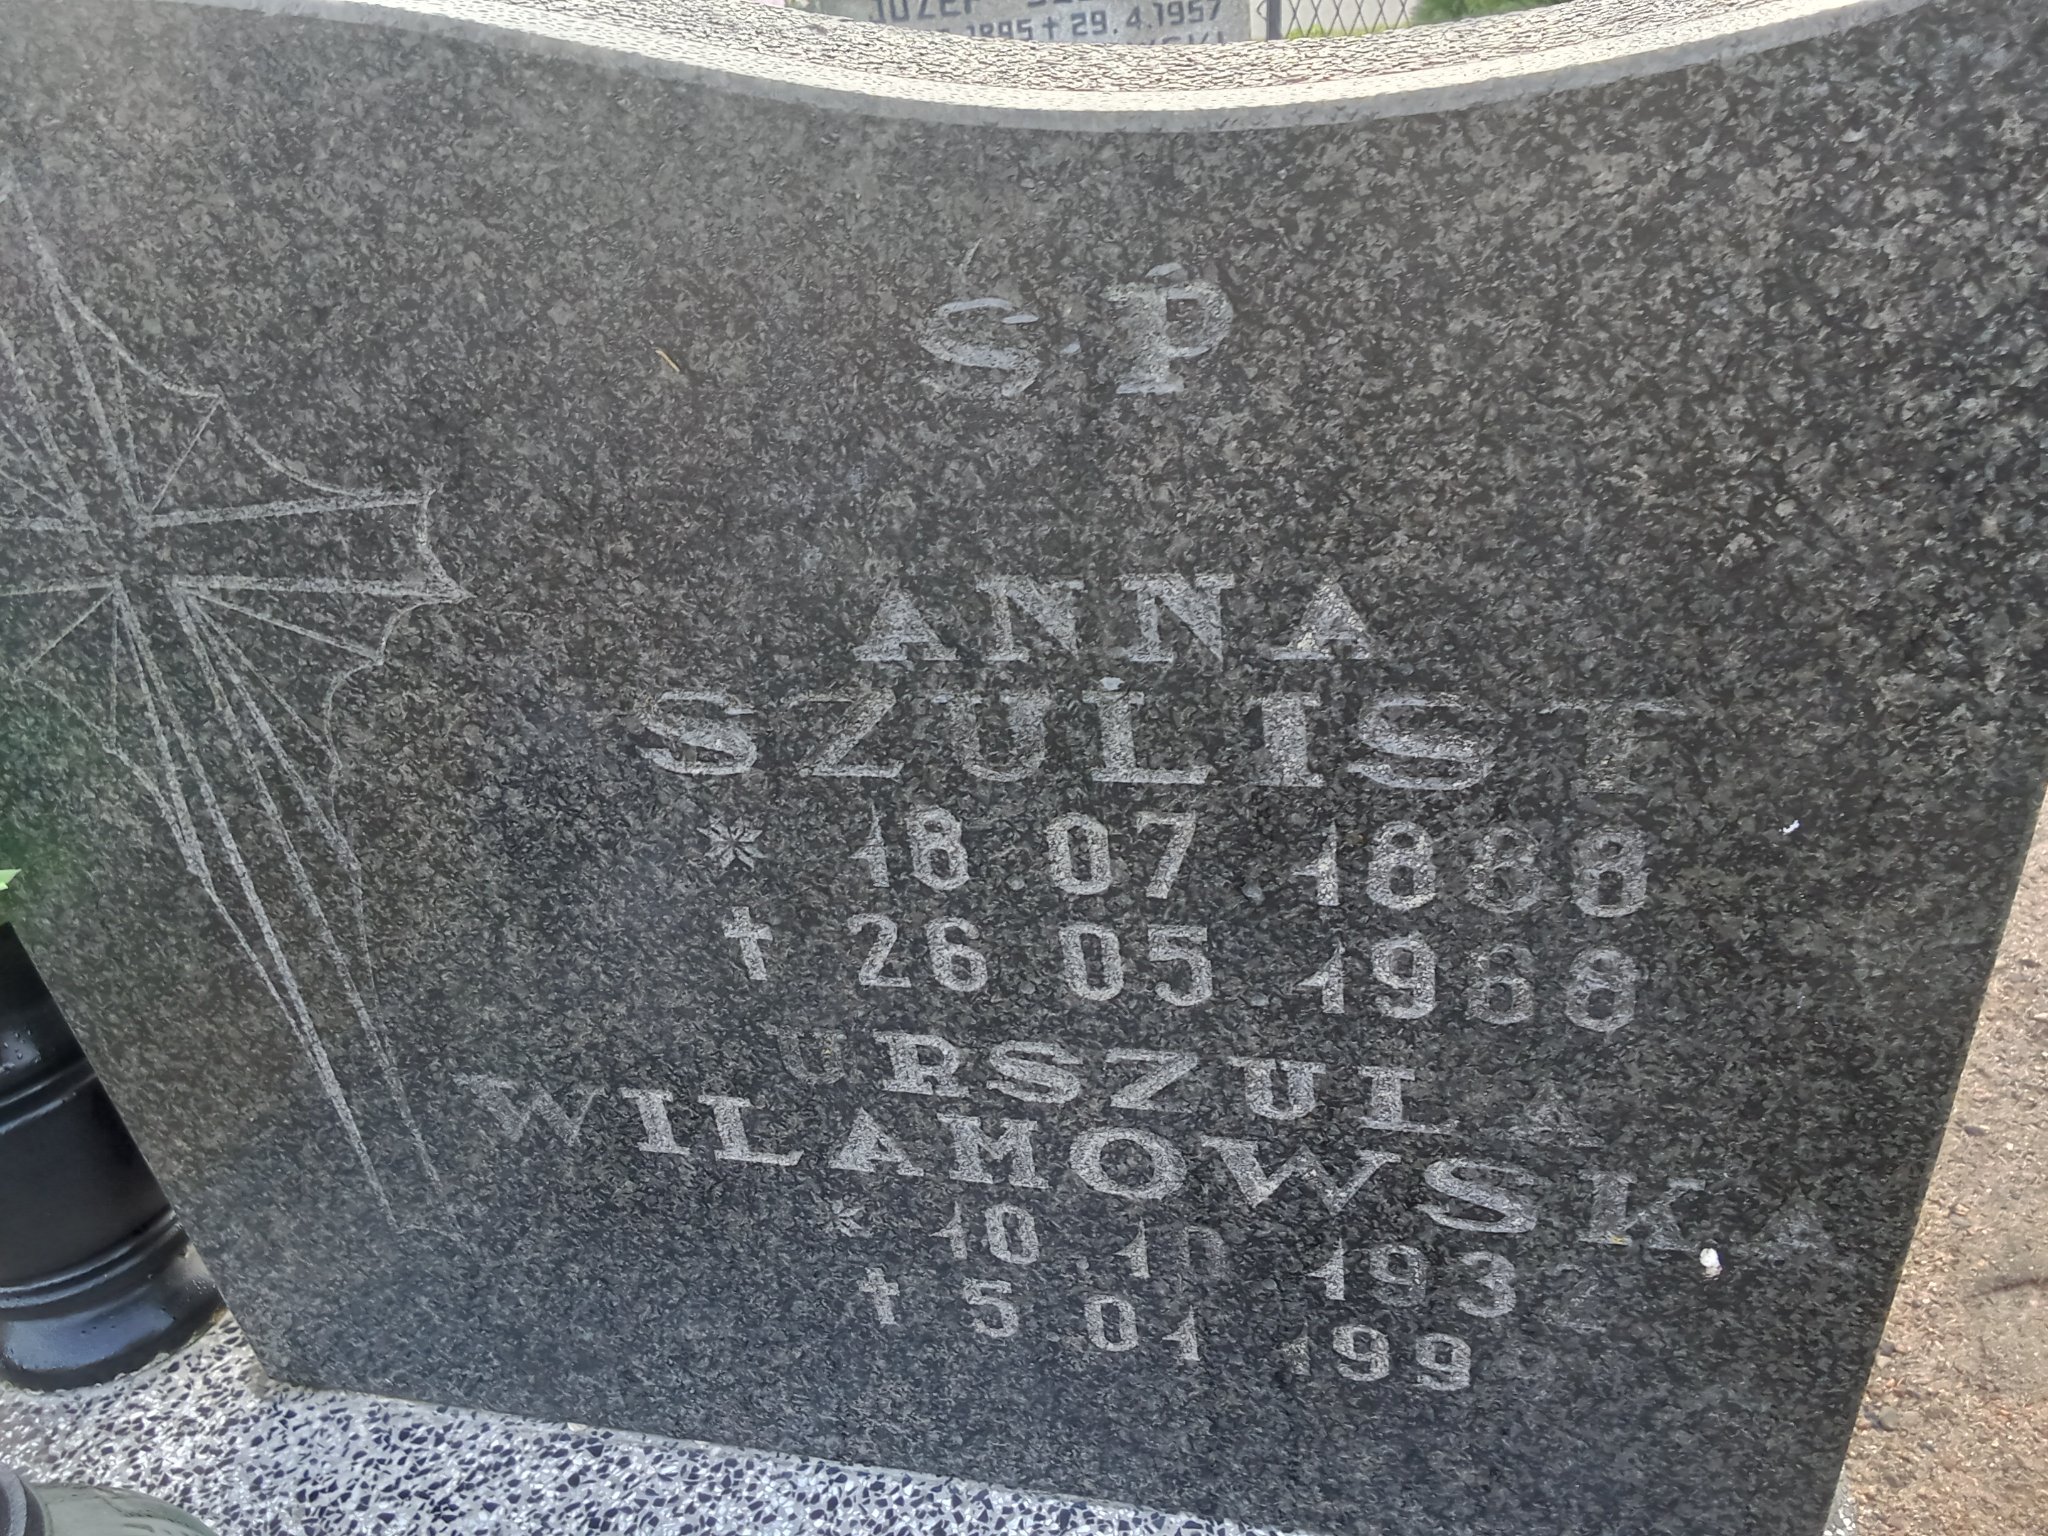 JÓZEF
1895 † 29. 4. 1957
Ś.P
ANNA
SZULIST
* 18 07 1888
† 26 05 1968
URSZULA
WILAMOWSKA
* 10 10 1932
† 5 01